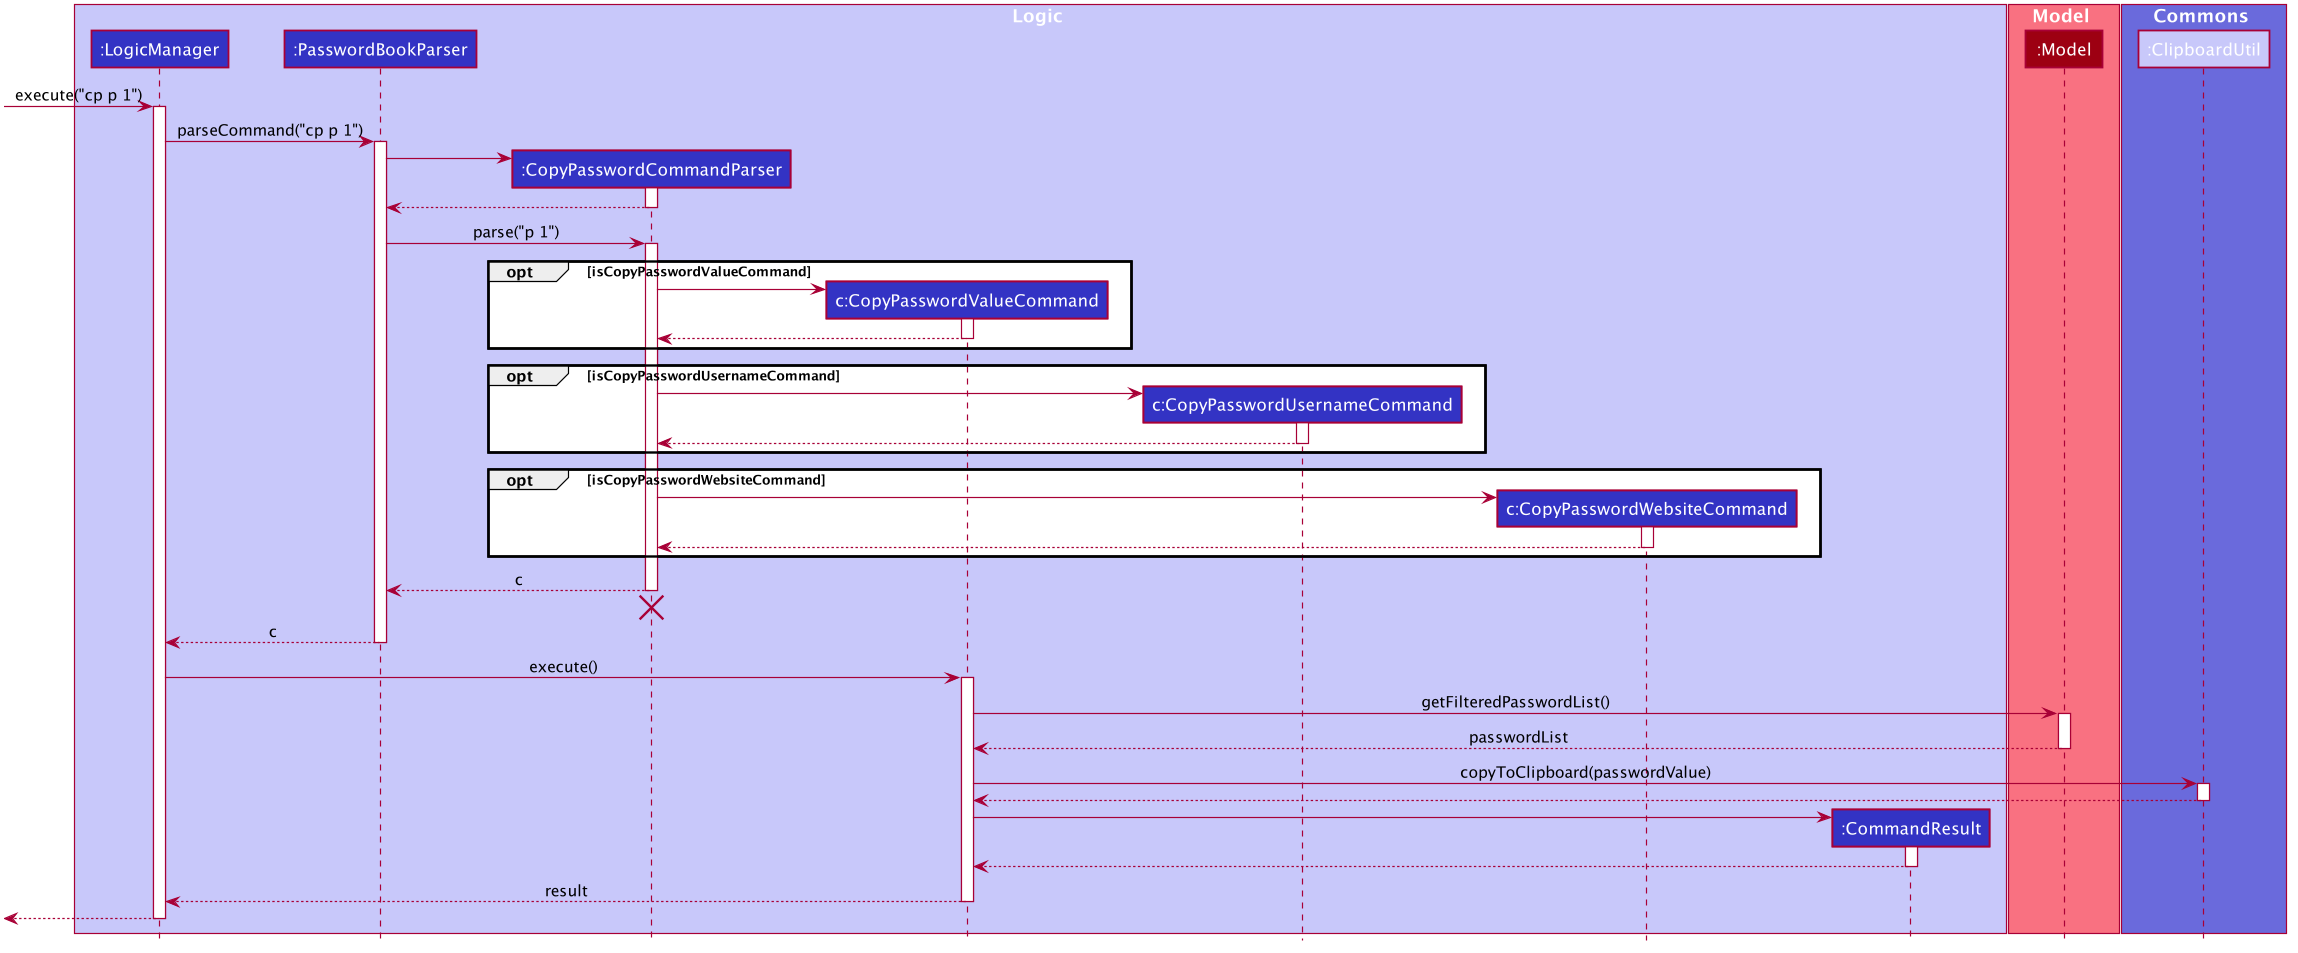 Logic
Model
Commons
:LogicManager
:PasswordBookParser
:Model
:ClipboardUtil
execute("cp p 1")
parseCommand("cp p 1")
:CopyPasswordCommandParser
parse("p 1")
opt
[isCopyPasswordValueCommand]
c:CopyPasswordValueCommand
opt
[isCopyPasswordUsernameCommand]
c:CopyPasswordUsernameCommand
opt
[isCopyPasswordWebsiteCommand]
c:CopyPasswordWebsiteCommand
c
c
execute()
getFilteredPasswordList()
passwordList
copyToClipboard(passwordValue)
:CommandResult
result